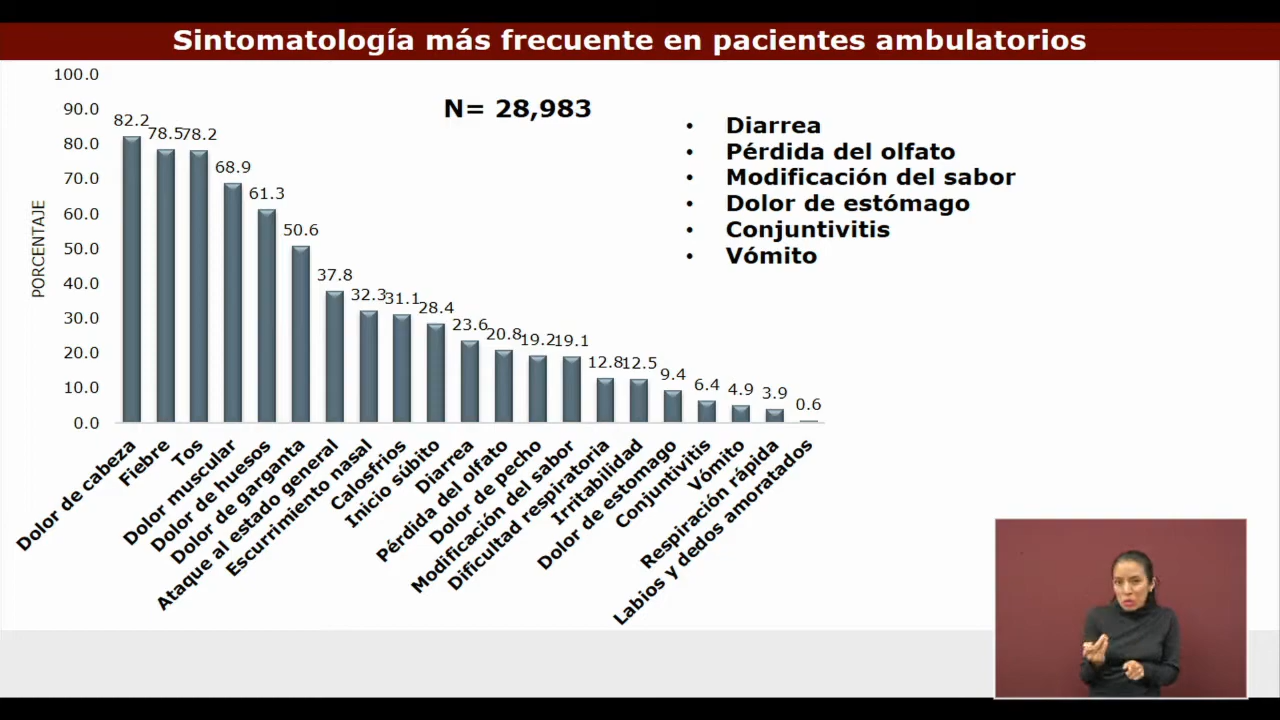 Sintomatología más frecuente en pacientes ambulatorios
N= 28,983
PORCENTAJE
100.0
90.0
80.0
70.0
60.0
50.0
40.0
30.0
20.0
10.0
0.0
82.2
78.5
78.2
68.9
61.3
50.6
37.8
32.3
31.1
28.4
23.6
20.8
19.2
19.1
12.8
12.5
9.4
6.4
4.9
3.9
0.6
Dolor de cabeza
Fiebre
Tos
Dolor muscular
Dolor de huesos
Dolor de garganta
Ataque al estado general
Escurrimiento nasal
Calosfrios
Inicio súbito
Diarrea
Pérdida del olfato
Dolor de pecho
Modificación del sabor
Dificultad respiratoria
Irritabilidad
Dolor de estomago
Conjuntivitis
Vómito
Respiración rápida
Labios y dedos amoratados
• Diarrea
• Pérdida del olfato
• Modificación del sabor
• Dolor de estómago
• Conjuntivitis
• Vómito